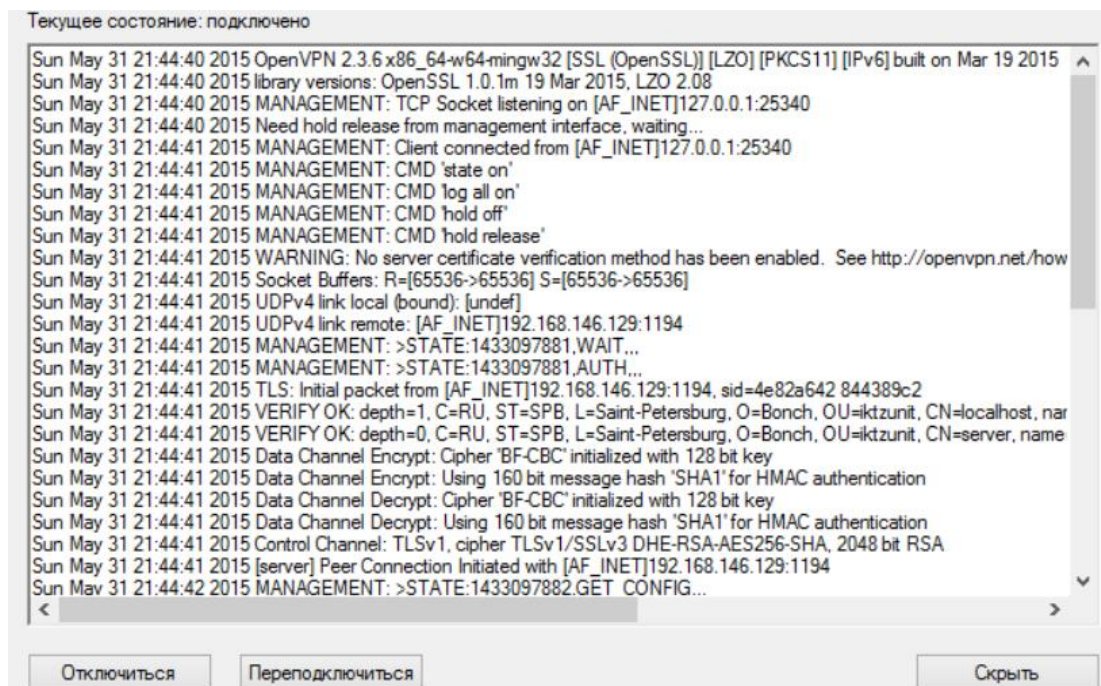 Текущее состояние: подключено
Sun May 31 21:44:40 2015 OpenVPN 2.3.6 x86_64-w64-mingw32 [SSL (OpenSSL)] [LZO] [PKCS11] [IPv6] built on Mar 19 2015
Sun May 31 21:44:40 2015 library versions: OpenSSL 1.0.1m 19 Mar 2015, LZO 2.08
Sun May 31 21:44:40 2015 MANAGEMENT: TCP Socket listening on [AF_INET]127.0.0.1:25340
Sun May 31 21:44:40 2015 Need hold release from management interface, waiting...
Sun May 31 21:44:41 2015 MANAGEMENT: Client connected from [AF_INET]127.0.0.1:25340
Sun May 31 21:44:41 2015 MANAGEMENT: CMD 'state on'
Sun May 31 21:44:41 2015 MANAGEMENT: CMD 'log all on'
Sun May 31 21:44:41 2015 MANAGEMENT: CMD 'hold off'
Sun May 31 21:44:41 2015 MANAGEMENT: CMD 'hold release'
Sun May 31 21:44:41 2015 WARNING: No server certificate verification method has been enabled.  See http://openvpn.net/how
Sun May 31 21:44:41 2015 Socket Buffers: R=[65536->65536] S=[65536->65536]
Sun May 31 21:44:41 2015 UDPv4 link local (bound): [undef]
Sun May 31 21:44:41 2015 UDPv4 link remote: [AF_INET]192.168.146.129:1194
Sun May 31 21:44:41 2015 MANAGEMENT: >STATE:1433097881,WAIT,,,
Sun May 31 21:44:41 2015 MANAGEMENT: >STATE:1433097881,AUTH,,,
Sun May 31 21:44:41 2015 TLS: Initial packet from [AF_INET]192.168.146.129:1194, sid=4e82a642 844389c2
Sun May 31 21:44:41 2015 VERIFY OK: depth=1, C=RU, ST=SPB, L=Saint-Petersburg, O=Bonch, OU=iktzunit, CN=localhost, nar
Sun May 31 21:44:41 2015 VERIFY OK: depth=0, C=RU, ST=SPB, L=Saint-Petersburg, O=Bonch, OU=iktzunit, CN=server, name
Sun May 31 21:44:41 2015 Data Channel Encrypt: Cipher 'BF-CBC' initialized with 128 bit key
Sun May 31 21:44:41 2015 Data Channel Encrypt: Using 160 bit message hash 'SHA1' for HMAC authentication
Sun May 31 21:44:41 2015 Data Channel Decrypt: Cipher 'BF-CBC' initialized with 128 bit key
Sun May 31 21:44:41 2015 Data Channel Decrypt: Using 160 bit message hash 'SHA1' for HMAC authentication
Sun May 31 21:44:41 2015 Control Channel: TLSv1, cipher TLSv1/SSLv3 DHE-RSA-AES256-SHA, 2048 bit RSA
Sun May 31 21:44:41 2015 [server] Peer Connection Initiated with [AF_INET]192.168.146.129:1194
Sun May 31 21:44:42 2015 MANAGEMENT: >STATE:1433097882,GET_CONFIG,,,
Отключиться Переподключиться Скрыть